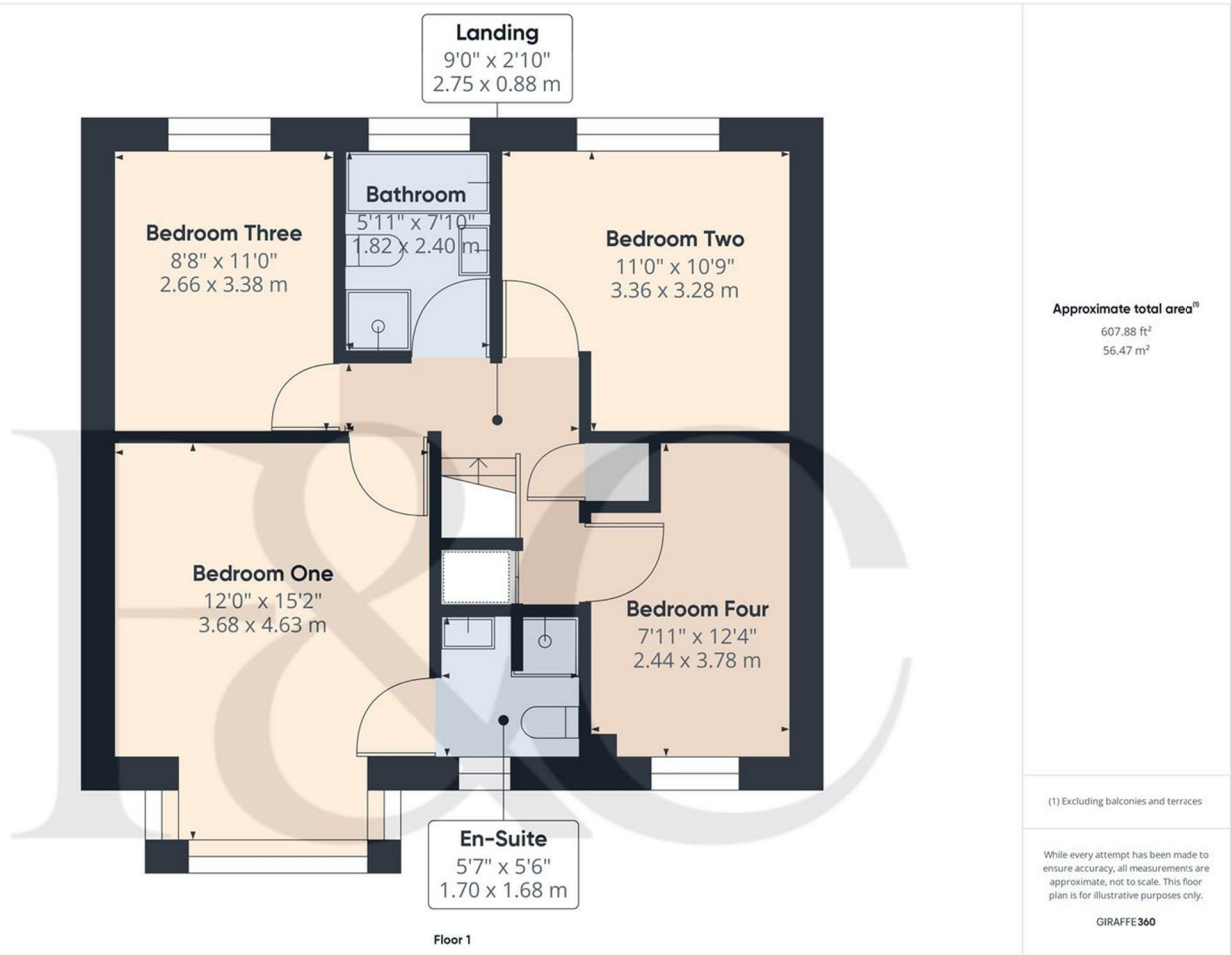 Landing
9'0" x 2'10"
2.75 x 0.88 m
Bedroom Three
8'8" x 11'0"
2.66 x 3.38 m
Bathroom
5'11" x 7'10"
1.82 x 2.40 m
Bedroom Two
11'0" x 10'9"
3.36 x 3.28 m
Bedroom One
12'0" x 15'2"
3.68 x 4.63 m
Bedroom Four
7'11" x 12'4"
2.44 x 3.78 m
En-Suite
5'7" x 5'6"
1.70 x 1.68 m
Floor 1
F&C
Approximate total area(1)
607.88 ft²
56.47 m²
(1) Excluding balconies and terraces
While every attempt has been made to
ensure accuracy, all measurements are
approximate, not to scale. This floor
plan is for illustrative purposes only.
GIRAFFE360